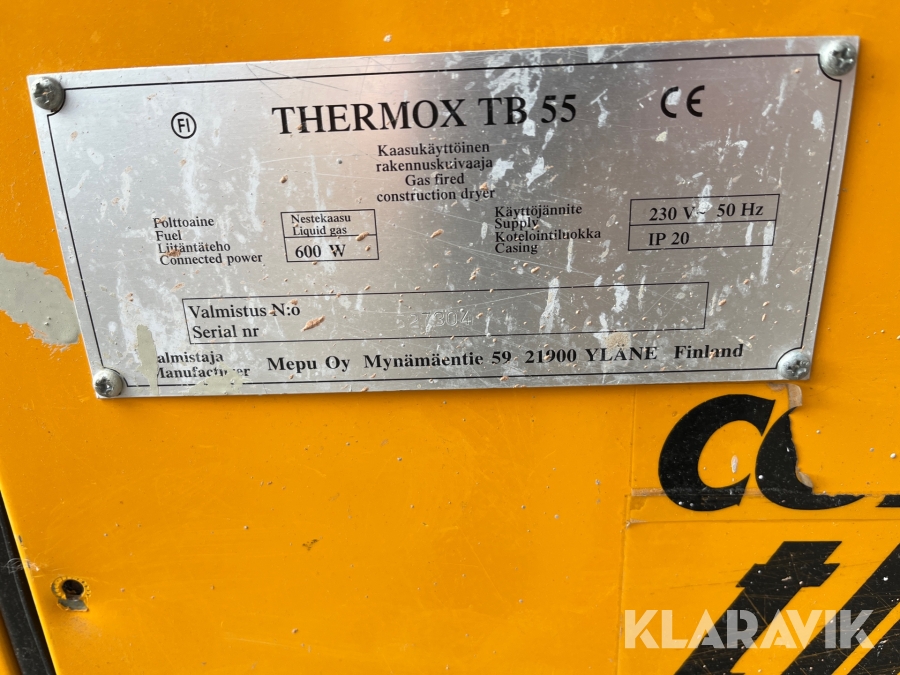 FI
THERMOX TB 55
CE
Kaasukäyttöinen
rakennuskuivaaja
Gas fired
construction dryer
Polttoaine
Fuel
Nestekaasu
Liquid gas
Liitäntäteho
Connected power
600 W
Käyttöjännite
Supply
230 V~ 50 Hz
Kotelointiluokka
Casing
IP 20
Valmistus N:o
Serial nr
27304
Valmistaja
Manufacturer
Mepu Oy Mynämäentie 59 21900 YLÄNE Finland
KLARAVIK